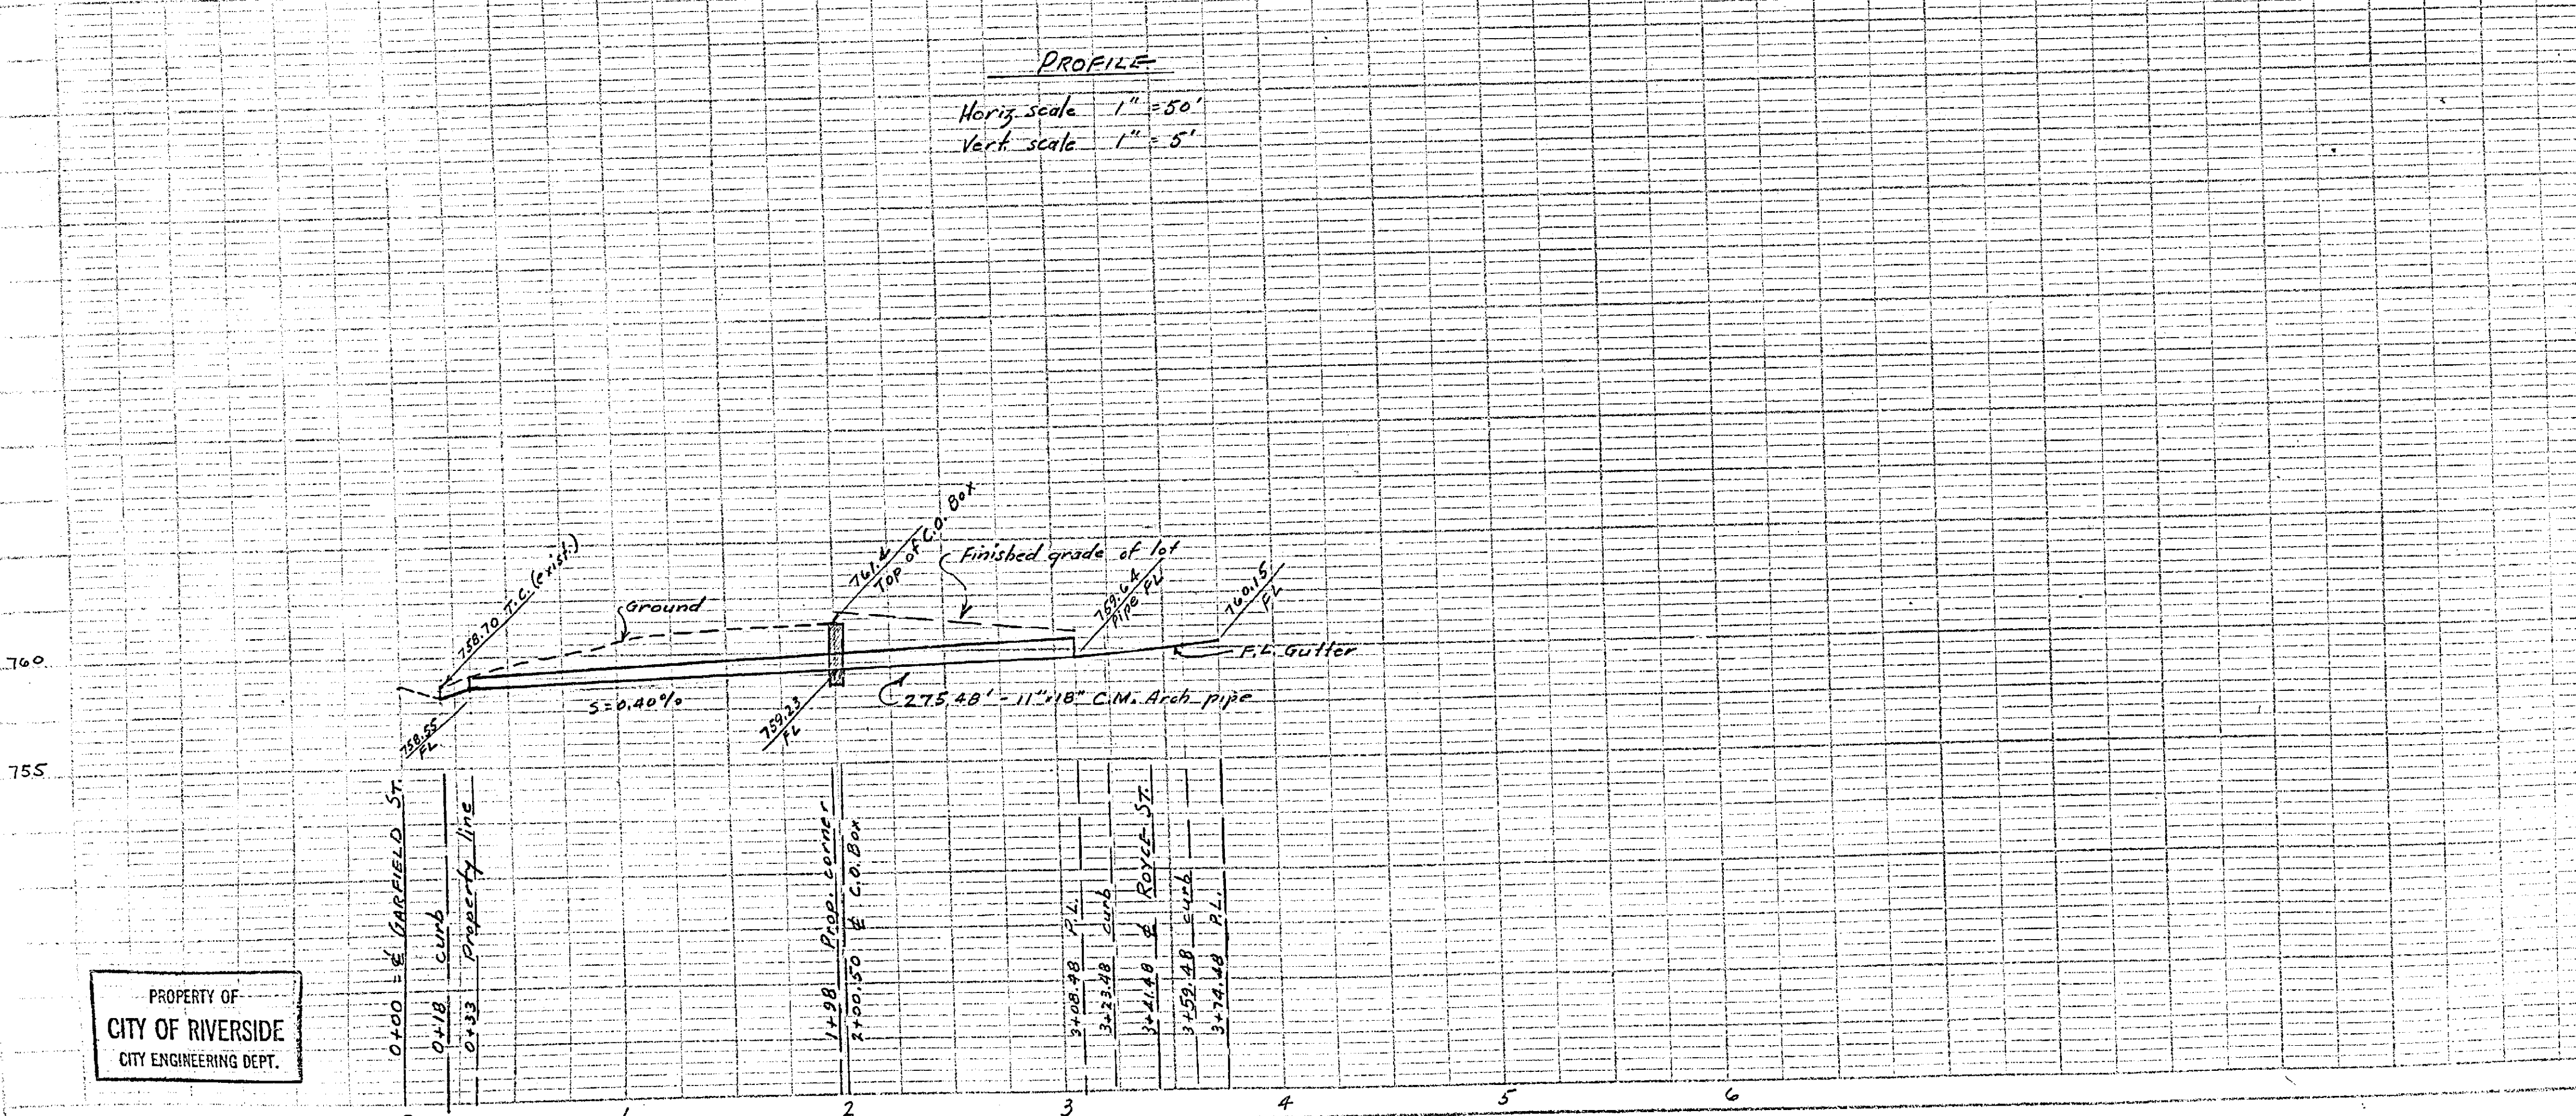 PROFILE
Horiz. scale 1" = 50'
Vert. scale 1" = 5'
758.70 T.C. (exist.)
Ground
Top of C.O. Box
Finished grade of lot
759.64
Pipe FL
760.15
FL
F.L. Gutter
760
S=0.40%
275.48' - 11"x18" C.M. Arch pipe
758.55
FL
759.23
FL
755
0+00 = ℄ GARFIELD ST.
0+18 curb
0+33 Property line
1+98 Prop. corner
2+00.50 ℄ C.O. Box
3+08.48 P.L.
3+23.48 curb
3+41.48 ℄ ROYCE ST.
3+59.48 curb
3+74.48 P.L.
PROPERTY OF
CITY OF RIVERSIDE
CITY ENGINEERING DEPT.
1 2 3 4 5 6